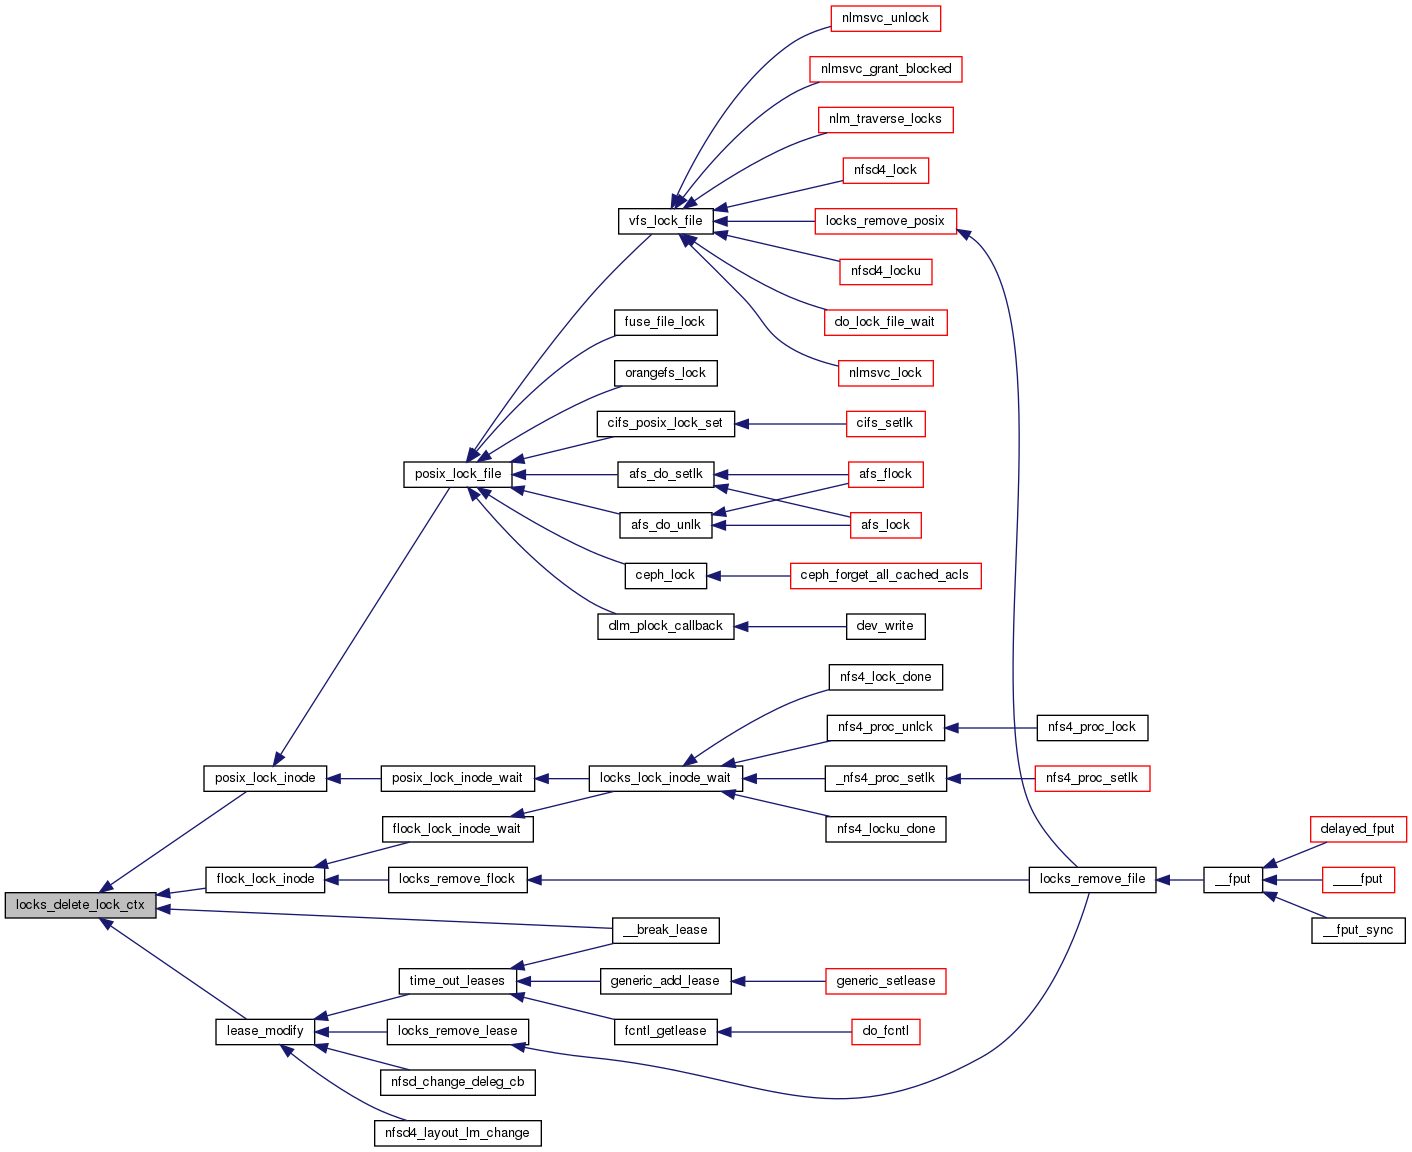 nlmsvc_unlock
nlmsvc_grant_blocked
nlm_traverse_locks
nfsd4_lock
vfs_lock_file
locks_remove_posix
nfsd4_locku
fuse_file_lock
do_lock_file_wait
orangefs_lock
nlmsvc_lock
cifs_posix_lock_set
cifs_setlk
posix_lock_file
afs_do_setlk
afs_flock
afs_do_unlk
afs_lock
ceph_lock
ceph_forget_all_cached_acls
dlm_plock_callback
dev_write
nfs4_lock_done
nfs4_proc_unlck
nfs4_proc_lock
posix_lock_inode
posix_lock_inode_wait
locks_lock_inode_wait
_nfs4_proc_setlk
nfs4_proc_setlk
flock_lock_inode_wait
nfs4_locku_done
delayed_fput
flock_lock_inode
locks_remove_flock
locks_remove_file
__fput
____fput
locks_delete_lock_ctx
__break_lease
__fput_sync
time_out_leases
generic_add_lease
generic_setlease
lease_modify
locks_remove_lease
fcntl_getlease
do_fcntl
nfsd_change_deleg_cb
nfsd4_layout_lm_change